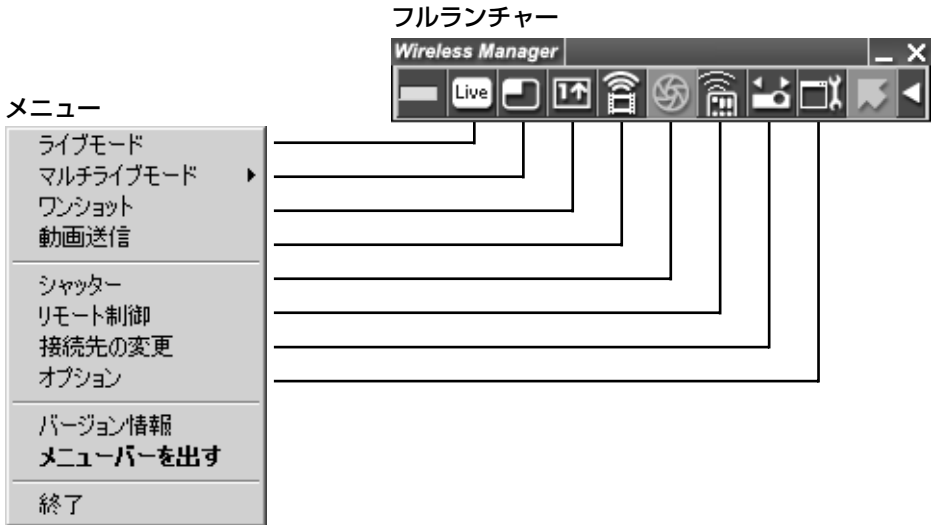 フルランチャー
Wireless Manager
Live
1
メニュー
ライブモード
マルチライブモード
ワンショット
動画送信
シャッター
リモート制御
接続先の変更
オプション
バージョン情報
メニューバーを出す
終了